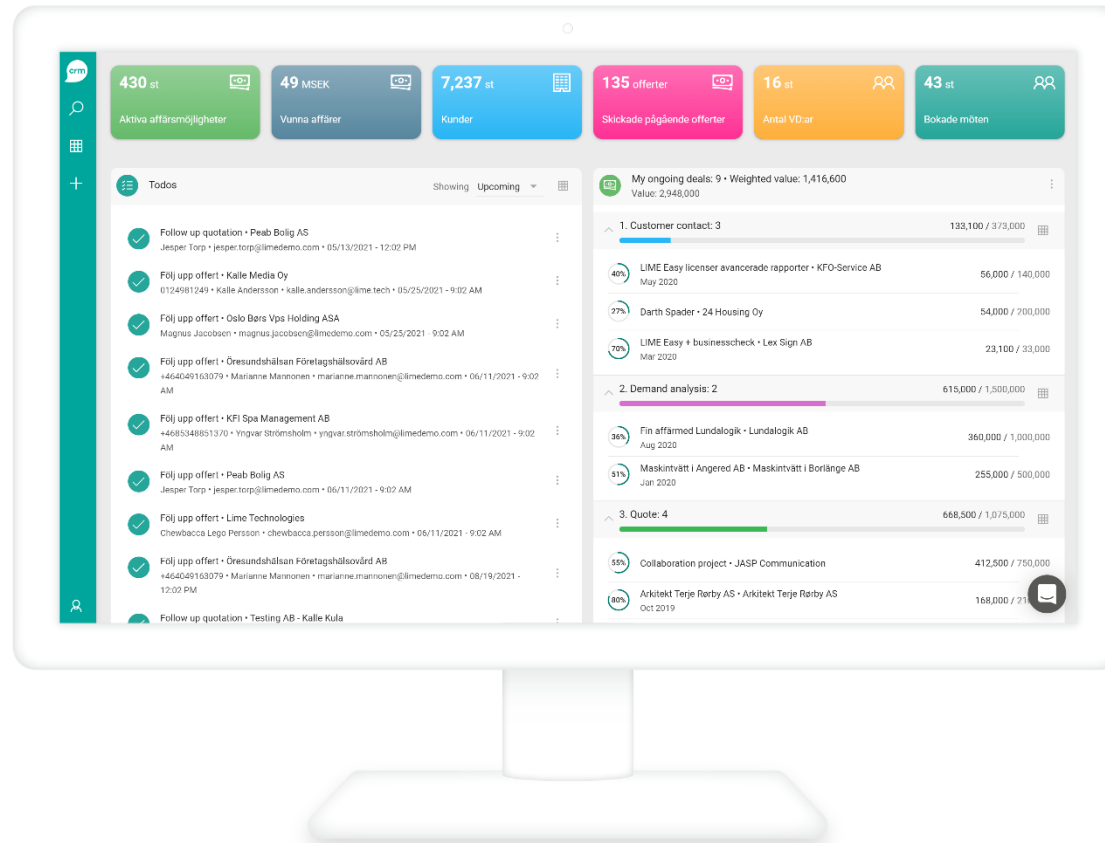 crm
430 st
Aktiva affärsmöjligheter
49 MSEK
Vunna affärer
7,237 st
Kunder
135 offerter
Skickade pågående offerter
16 st
Antal VD:ar
43 st
Bokade möten
Todos
Showing Upcoming
Follow up quotation • Peab Bolig AS
Jesper Torp • jesper.torp@limedemo.com • 05/13/2021 - 12:02 PM
Följ upp offert • Kalle Media Oy
0124981249 • Kalle Andersson • kalle.andersson@lime.tech • 05/25/2021 - 9:02 AM
Följ upp offert • Oslo Børs Vps Holding ASA
Magnus Jacobsen • magnus.jacobsen@limedemo.com • 05/25/2021 - 9:02 AM
Följ upp offert • Öresundshälsan Företagshälsovård AB
+464049163079 • Marianne Mannonen • marianne.mannonen@limedemo.com • 06/11/2021 - 9:02
AM
Följ upp offert • KFI Spa Management AB
+4685348851370 • Yngvar Strömsholm • yngvar.strömsholm@limedemo.com • 06/11/2021 - 9:02
AM
Följ upp offert • Peab Bolig AS
Jesper Torp • jesper.torp@limedemo.com • 06/11/2021 - 9:02 AM
Följ upp offert • Lime Technologies
Chewbacca Lego Persson • chewbacca.persson@limedemo.com • 06/11/2021 - 9:02 AM
Följ upp offert • Öresundshälsan Företagshälsovård AB
+464049163079 • Marianne Mannonen • marianne.mannonen@limedemo.com • 08/19/2021 -
12:02 PM
Follow up quotation • Testing AB - Kalle Kula
My ongoing deals: 9 • Weighted value: 1,416,600
Value: 2,948,000
1. Customer contact: 3
133,100 / 373,000
40%
LIME Easy licenser avancerade rapporter • KFO-Service AB
May 2020
56,000 / 140,000
27%
Darth Spader • 24 Housing Oy
54,000 / 200,000
70%
LIME Easy + businesscheck • Lex Sign AB
Mar 2020
23,100 / 33,000
2. Demand analysis: 2
615,000 / 1,500,000
36%
Fin affärmed Lundalogik • Lundalogik AB
Aug 2020
360,000 / 1,000,000
51%
Maskintvätt i Angered AB • Maskintvätt i Borlänge AB
Jan 2020
255,000 / 500,000
3. Quote: 4
668,500 / 1,075,000
55%
Collaboration project • JASP Communication
412,500 / 750,000
80%
Arkitekt Terje Rørby AS • Arkitekt Terje Rørby AS
Oct 2019
168,000 /